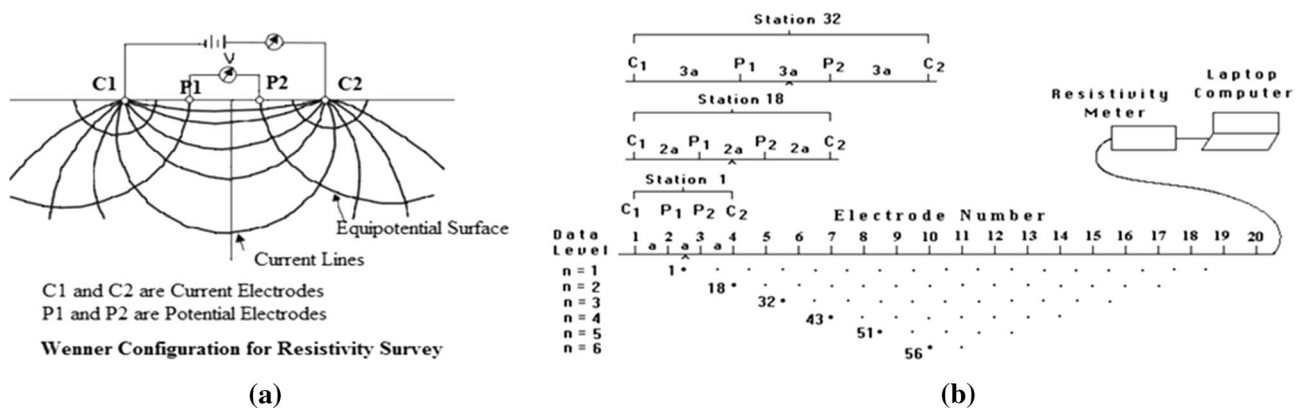 V
C1 P1 P2 C2
Equipotential Surface
Current Lines
C1 and C2 are Current Electrodes
P1 and P2 are Potential Electrodes
Wenner Configuration for Resistivity Survey
(a)
Station 32
C1 3a P1 3a P2 3a C2
Station 18
C1 2a P1 2a P2 2a C2
Station 1
C1 P1 P2 C2
Laptop
Computer
Resistivity
Meter
Electrode Number
Data
Level
1 2 3 4 5 6 7 8 9 10 11 12 13 14 15 16 17 18 19 20
a a a
n = 1 1
n = 2 18
n = 3 32
n = 4 43
n = 5 51
n = 6 56
(b)